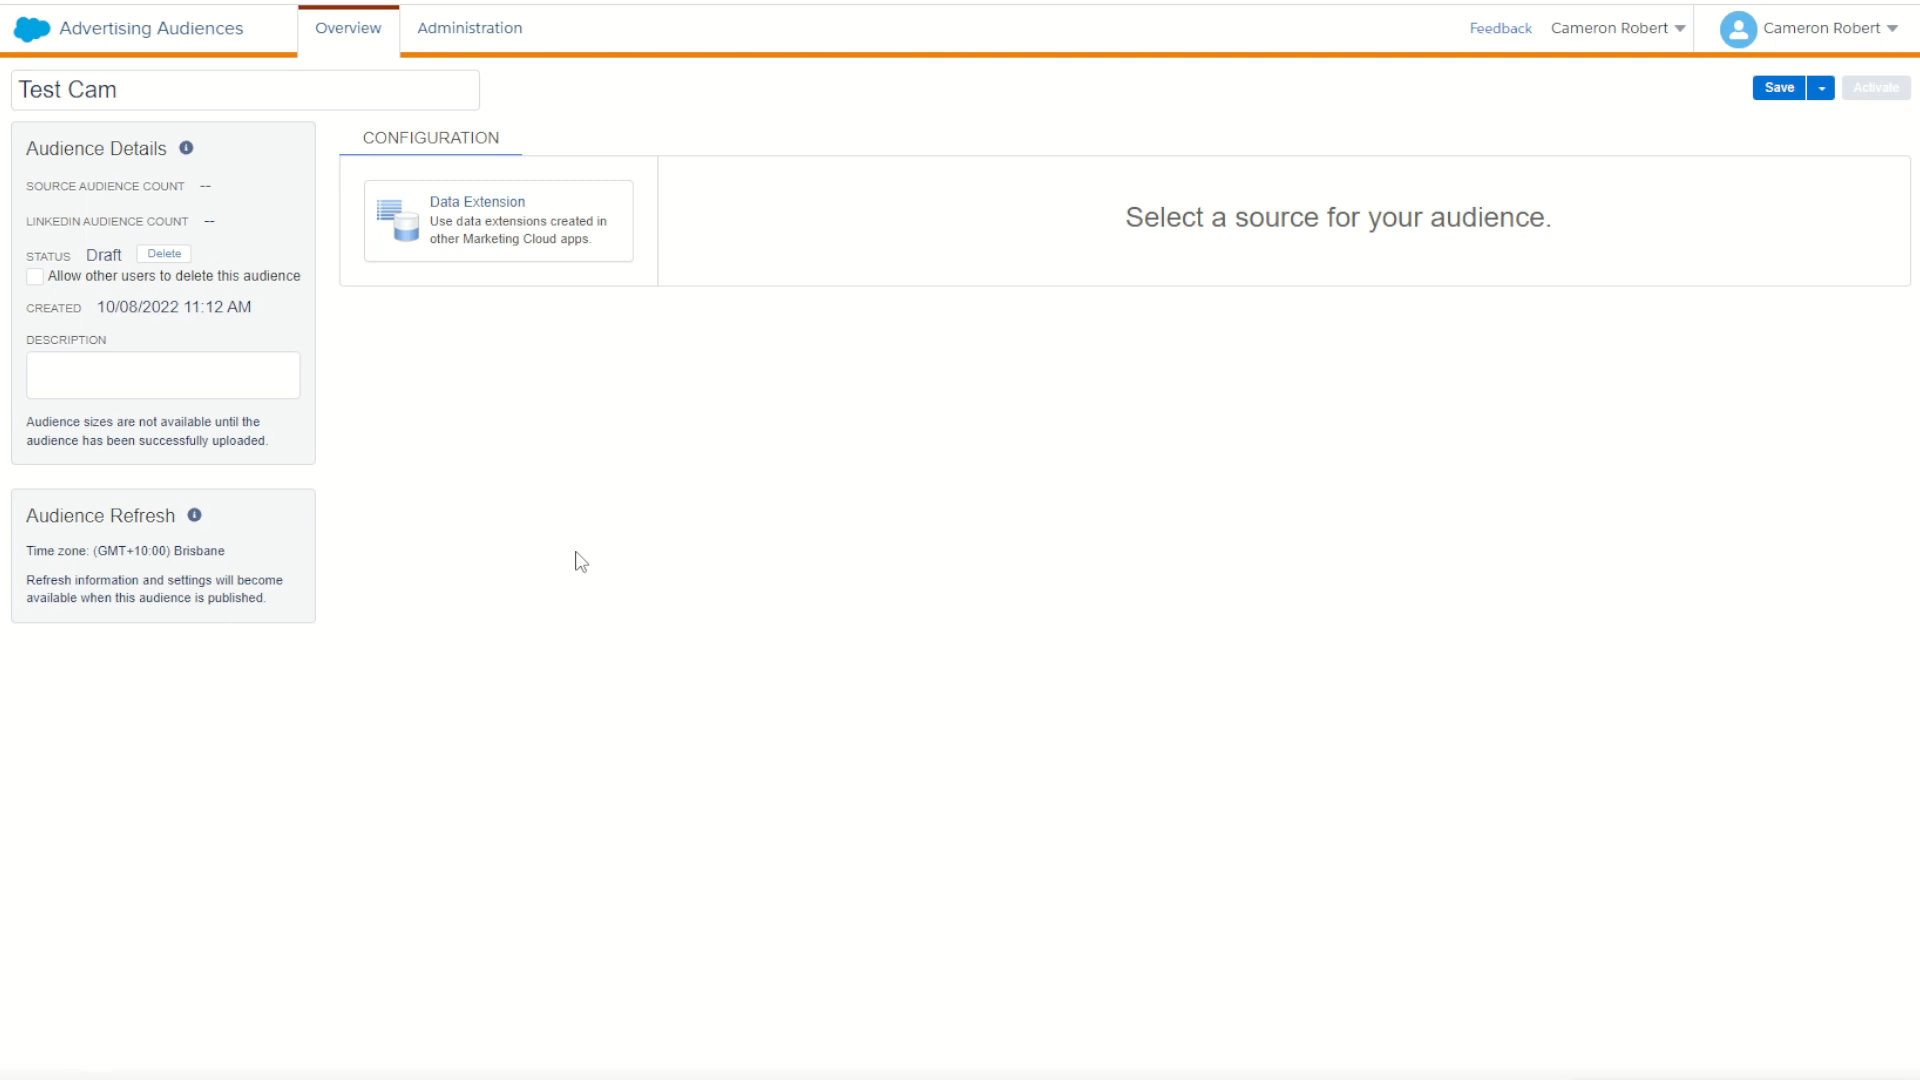 Advertising Audiences
Overview
Administration
Feedback
Cameron Robert
Cameron Robert
Test Cam
Save
Activate
Audience Details
SOURCE AUDIENCE COUNT --
LINKEDIN AUDIENCE COUNT --
STATUS Draft Delete
Allow other users to delete this audience
CREATED 10/08/2022 11:12 AM
DESCRIPTION
Audience sizes are not available until the
audience has been successfully uploaded.
Audience Refresh
Time zone: (GMT+10:00) Brisbane
Refresh information and settings will become
available when this audience is published.
CONFIGURATION
Data Extension
Use data extensions created in
other Marketing Cloud apps.
Select a source for your audience.